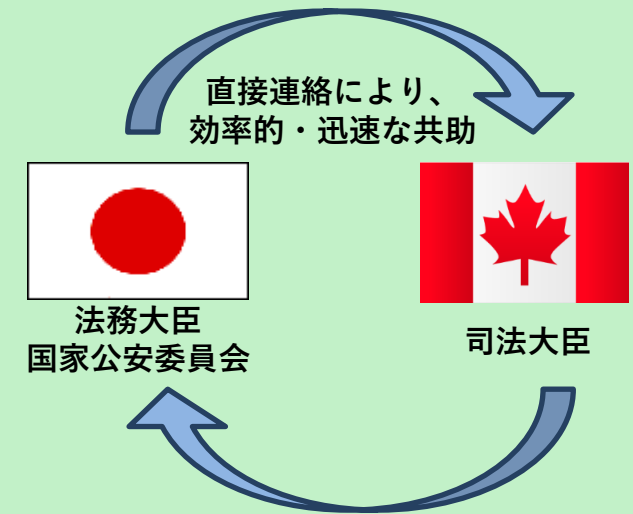 直接連絡により、
効率的・迅速な共助
法務大臣
国家公安委員会
司法大臣